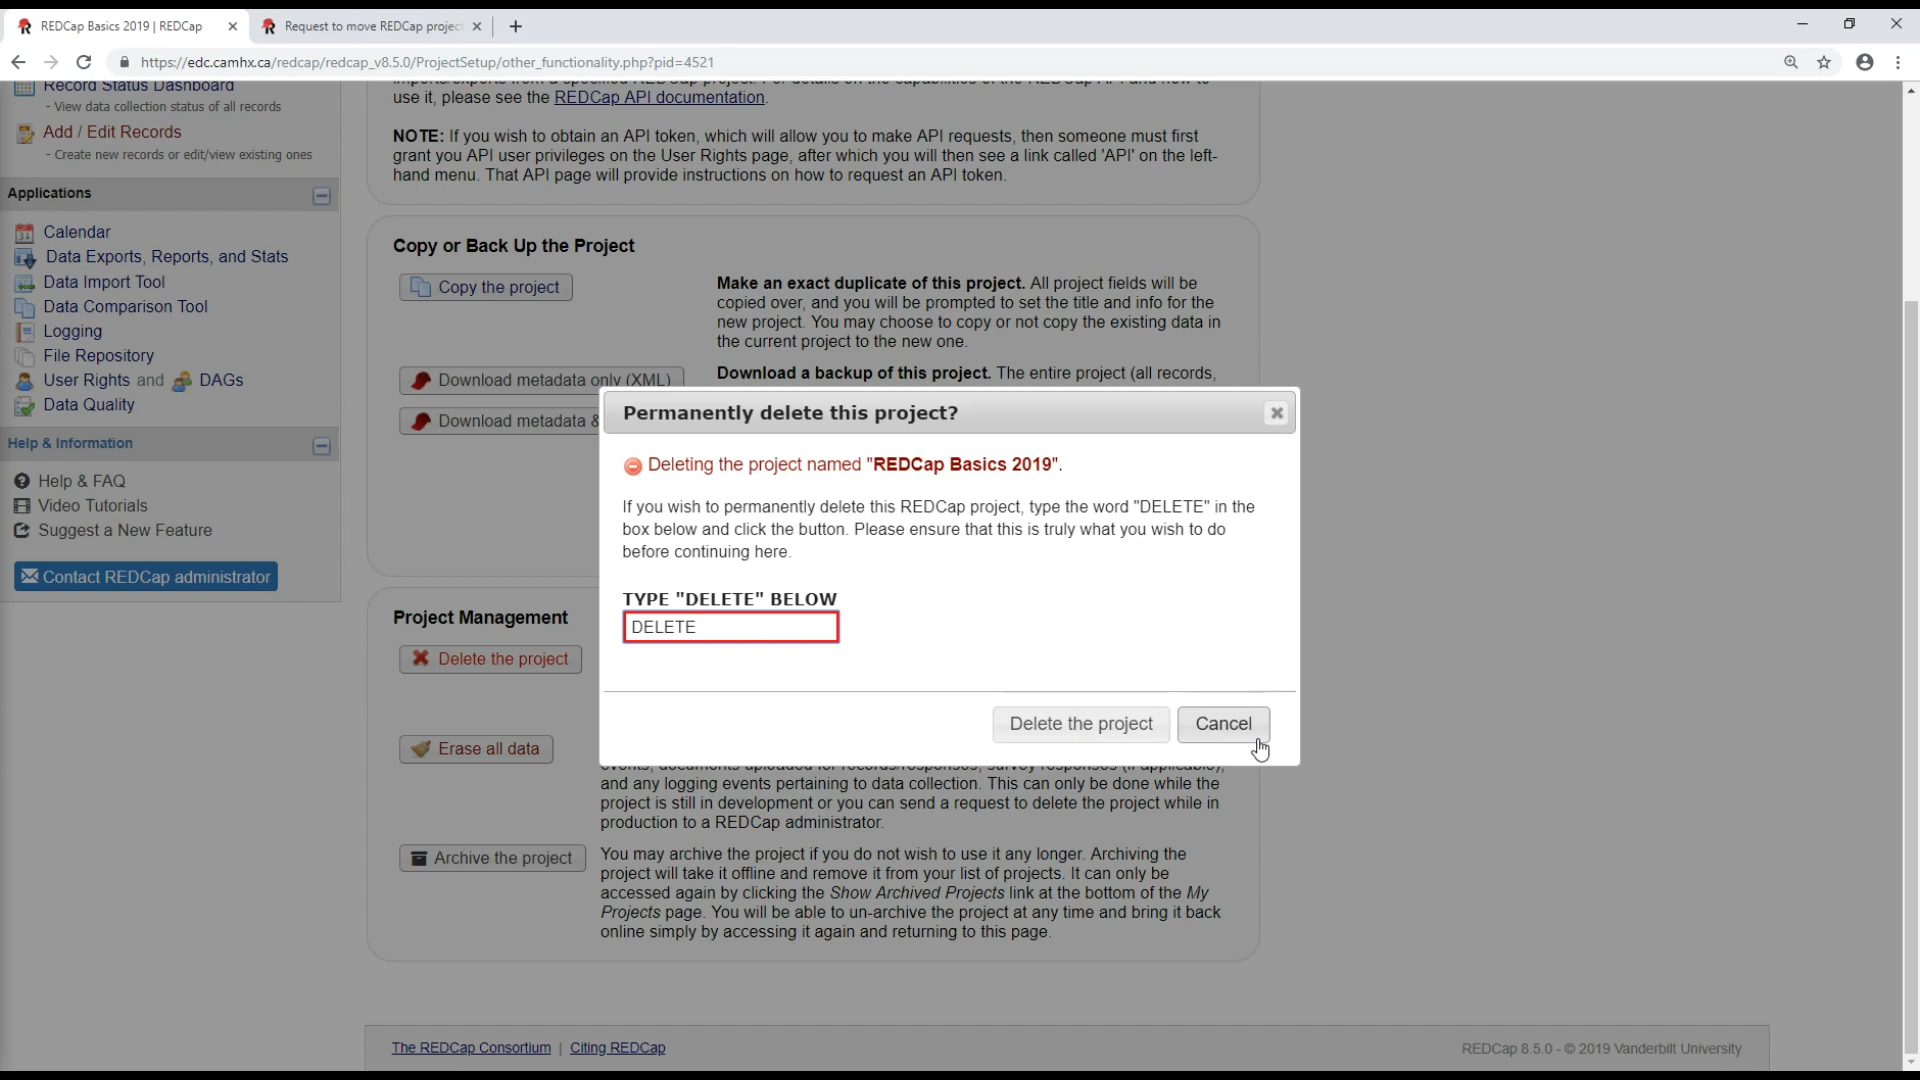 REDCap Basics 2019 | REDCap
Request to move REDCap projec
https://edc.camhx.ca/redcap/redcap_v8.5.0/ProjectSetup/other_functionality.php?pid=4521
Record Status Dashboard
- View data collection status of all records
Add / Edit Records
- Create new records or edit/view existing ones
Applications
Calendar
Data Exports, Reports, and Stats
Data Import Tool
Data Comparison Tool
Logging
File Repository
User Rights and DAGs
Data Quality
Help & Information
Help & FAQ
Video Tutorials
Suggest a New Feature
Contact REDCap administrator
use it, please see the REDCap API documentation.
NOTE: If you wish to obtain an API token, which will allow you to make API requests, then someone must first
grant you API user privileges on the User Rights page, after which you will then see a link called 'API' on the left-
hand menu. That API page will provide instructions on how to request an API token.
Copy or Back Up the Project
Copy the project
Make an exact duplicate of this project. All project fields will be
copied over, and you will be prompted to set the title and info for the
new project. You may choose to copy or not copy the existing data in
the current project to the new one.
Download metadata only (XML)
Download a backup of this project. The entire project (all records,
Download metadata &
Permanently delete this project?
Deleting the project named "REDCap Basics 2019".
If you wish to permanently delete this REDCap project, type the word "DELETE" in the
box below and click the button. Please ensure that this is truly what you wish to do
before continuing here.
TYPE "DELETE" BELOW
DELETE
Delete the project
Cancel
Project Management
Delete the project
Erase all data
and any logging events pertaining to data collection. This can only be done while the
project is still in development or you can send a request to delete the project while in
production to a REDCap administrator.
Archive the project
You may archive the project if you do not wish to use it any longer. Archiving the
project will take it offline and remove it from your list of projects. It can only be
accessed again by clicking the Show Archived Projects link at the bottom of the My
Projects page. You will be able to un-archive the project at any time and bring it back
online simply by accessing it again and returning to this page.
The REDCap Consortium | Citing REDCap
REDCap 8.5.0 - © 2019 Vanderbilt University